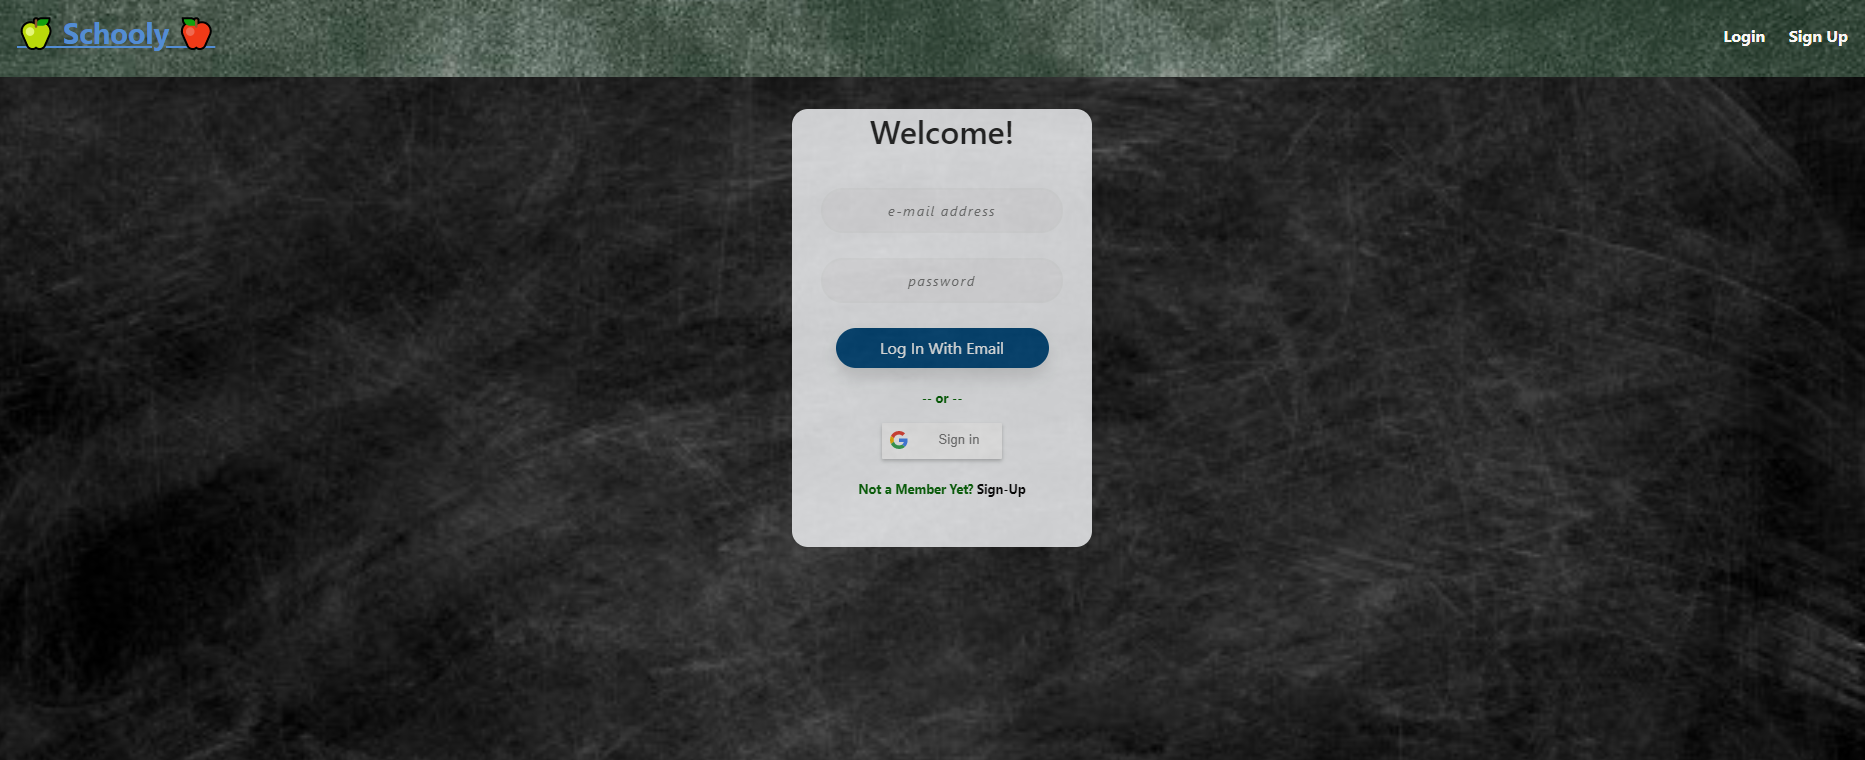 Schooly
Login
Sign Up
Welcome!
e-mail address
password
Log In With Email
-- or --
Sign in
Not a Member Yet? Sign-Up